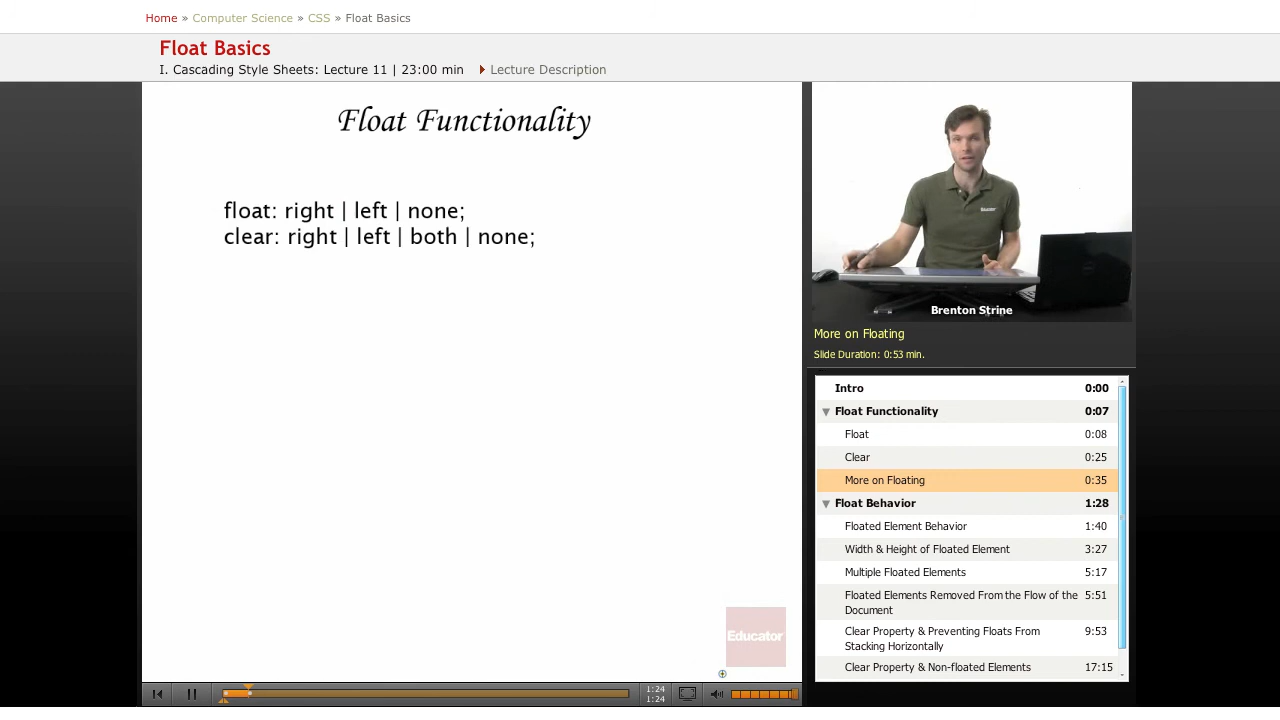 Home » Computer Science » CSS » Float Basics
Float Basics
I. Cascading Style Sheets: Lecture 11 | 23:00 min Lecture Description
Float Functionality
float: right | left | none;
clear: right | left | both | none;
Educator
1:24
1:24
Educator
Brenton Strine
More on Floating
Slide Duration: 0:53 min.
Intro 0:00
Float Functionality 0:07
Float 0:08
Clear 0:25
More on Floating 0:35
Float Behavior 1:28
Floated Element Behavior 1:40
Width & Height of Floated Element 3:27
Multiple Floated Elements 5:17
Floated Elements Removed From the Flow of the 5:51
Document
Clear Property & Preventing Floats From 9:53
Stacking Horizontally
Clear Property & Non-floated Elements 17:15